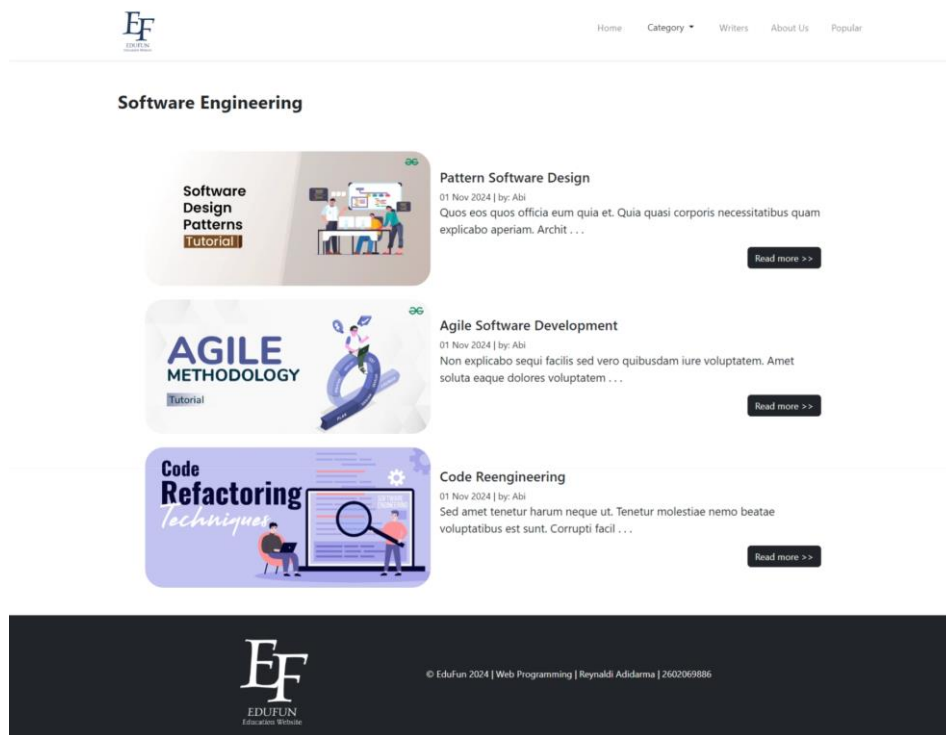 EF
EDUFUN
Home Category Writers About Us Popular
Software Engineering
Software
Design
Patterns
Tutorial
Pattern Software Design
01 Nov 2024 | by: Abi
Quos eos quos officia eum quia et. Quia quasi corporis necessitatibus quam
explicabo aperiam. Archit . . .
Read more >>
AGILE
METHODOLOGY
Tutorial
Agile Software Development
01 Nov 2024 | by: Abi
Non explicabo sequi facilis sed vero quibusdam iure voluptatem. Amet
soluta eaque dolores voluptatem . . .
Read more >>
Code
Refactoring
Techniques
Code Reengineering
01 Nov 2024 | by: Abi
Sed amet tenetur harum neque ut. Tenetur molestiae nemo beatae
voluptatibus est sunt. Corrupti facil . . .
Read more >>
EF
EDUFUN
Education Website
© EduFun 2024 | Web Programming | Reynaldi Adidarma | 2602069886